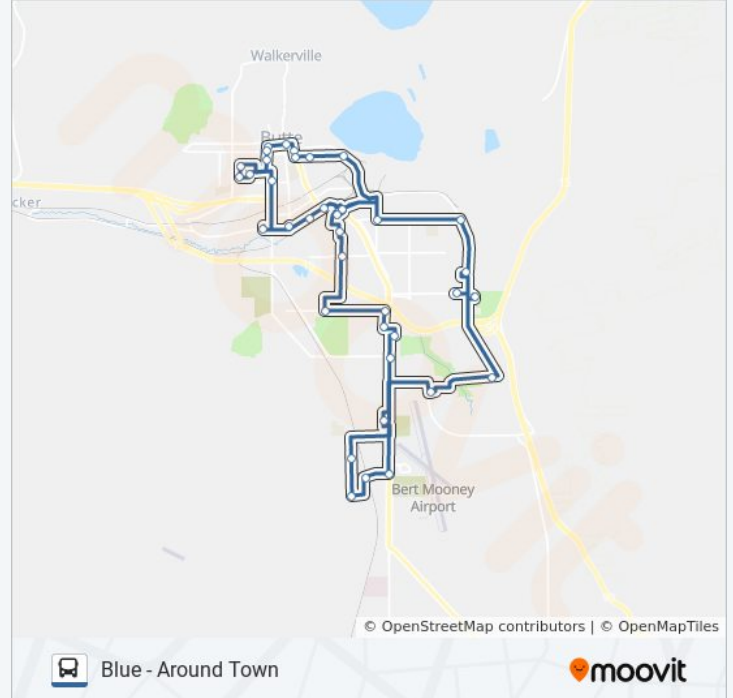 Walkerville
Butte
cker
Bert Mooney
Airport
© OpenStreetMap contributors | © OpenMapTiles
Blue - Around Town
moovit